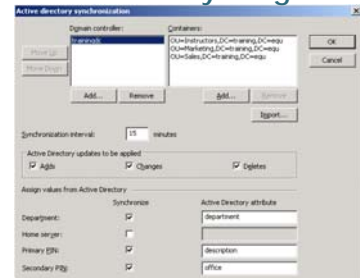 Active directory synchronization
Domain controller:
Containers:
trainingdc
OU=Instructors,DC=training,DC=equ
OU=Marketing,DC=training,DC=equ
OU=Sales,DC=training,DC=equ
OK
Cancel
Move Up
Move Down
Add...
Remove
Add...
Remove
Import...
Synchronization interval:
15
minutes
Active Directory updates to be applied
Adds
Changes
Deletes
Assign values from Active Directory
Synchronize
Active Directory attribute
Department:
department
Home server:
Primary PIN:
description
Secondary PIN:
office